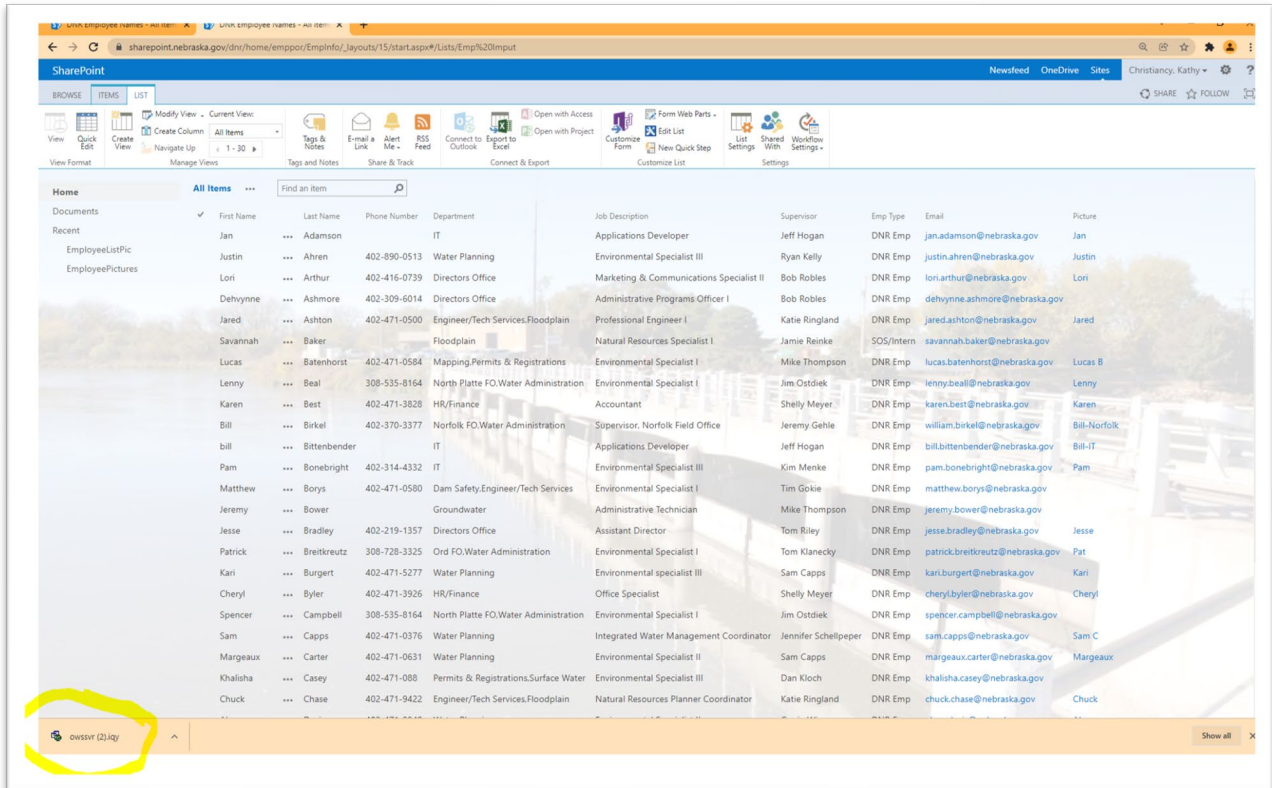 DNR Employee Names - All Item × DNR Employee Names - All Item × +
sharepoint.nebraska.gov/dnr/home/emppor/EmpInfo/_layouts/15/start.aspx#/Lists/Emp%20Imput
SharePoint Newsfeed OneDrive Sites Christiancy, Kathy ?
BROWSE ITEMS LIST SHARE FOLLOW
View Quick Edit Create View Modify View Current View:
Create Column All Items
Navigate Up 1 - 30
Tags & Notes E-mail a Link Alert Me RSS Feed Connect to Outlook Export to Excel Open with Access
Open with Project
Customize Form Form Web Parts
Edit List
New Quick Step
List Settings Shared With Workflow Settings
View Format Manage Views Tags and Notes Share & Track Connect & Export Customize List Settings
Home
Documents
Recent
EmployeeListPic
EmployeePictures
All Items ••• Find an item
First Name Last Name Phone Number Department Job Description Supervisor Emp Type Email Picture
Jan ••• Adamson IT Applications Developer Jeff Hogan DNR Emp jan.adamson@nebraska.gov Jan
Justin ••• Ahren 402-890-0513 Water Planning Environmental Specialist III Ryan Kelly DNR Emp justin.ahren@nebraska.gov Justin
Lori ••• Arthur 402-416-0739 Directors Office Marketing & Communications Specialist II Bob Robles DNR Emp lori.arthur@nebraska.gov Lori
Dehvynne ••• Ashmore 402-309-6014 Directors Office Administrative Programs Officer I Bob Robles DNR Emp dehvynne.ashmore@nebraska.gov
Jared ••• Ashton 402-471-0500 Engineer/Tech Services,Floodplain Professional Engineer I Katie Ringland DNR Emp jared.ashton@nebraska.gov Jared
Savannah ••• Baker Floodplain Natural Resources Specialist I Jamie Reinke SOS/Intern savannah.baker@nebraska.gov
Lucas ••• Batenhorst 402-471-0584 Mapping,Permits & Registrations Environmental Specialist I Mike Thompson DNR Emp lucas.batenhorst@nebraska.gov Lucas B
Lenny ••• Beal 308-535-8164 North Platte FO,Water Administration Environmental Specialist I Jim Ostdiek DNR Emp lenny.beall@nebraska.gov Lenny
Karen ••• Best 402-471-3828 HR/Finance Accountant Shelly Meyer DNR Emp karen.best@nebraska.gov Karen
Bill ••• Birkel 402-370-3377 Norfolk FO,Water Administration Supervisor, Norfolk Field Office Jeremy Gehle DNR Emp william.birkel@nebraska.gov Bill-Norfolk
bill ••• Bittenbender IT Applications Developer Jeff Hogan DNR Emp bill.bittenbender@nebraska.gov Bill-IT
Pam ••• Bonebright 402-314-4332 IT Environmental Specialist III Kim Menke DNR Emp pam.bonebright@nebraska.gov Pam
Matthew ••• Borys 402-471-0580 Dam Safety,Engineer/Tech Services Environmental Specialist I Tim Gokie DNR Emp matthew.borys@nebraska.gov
Jeremy ••• Bower Groundwater Administrative Technician Mike Thompson DNR Emp jeremy.bower@nebraska.gov
Jesse ••• Bradley 402-219-1357 Directors Office Assistant Director Tom Riley DNR Emp jesse.bradley@nebraska.gov Jesse
Patrick ••• Breitkreutz 308-728-3325 Ord FO,Water Administration Environmental Specialist I Tom Klanecky DNR Emp patrick.breitkreutz@nebraska.gov Pat
Kari ••• Burgert 402-471-5277 Water Planning Environmental specialist III Sam Capps DNR Emp kari.burgert@nebraska.gov Kari
Cheryl ••• Byler 402-471-3926 HR/Finance Office Specialist Shelly Meyer DNR Emp cheryl.byler@nebraska.gov Cheryl
Spencer ••• Campbell 308-535-8164 North Platte FO,Water Administration Environmental Specialist I Jim Ostdiek DNR Emp spencer.campbell@nebraska.gov
Sam ••• Capps 402-471-0376 Water Planning Integrated Water Management Coordinator Jennifer Schellpeper DNR Emp sam.capps@nebraska.gov Sam C
Margeaux ••• Carter 402-471-0631 Water Planning Environmental Specialist II Sam Capps DNR Emp margeaux.carter@nebraska.gov Margeaux
Khalisha ••• Casey 402-471-088 Permits & Registrations,Surface Water Environmental Specialist III Dan Kloch DNR Emp khalisha.casey@nebraska.gov
Chuck ••• Chase 402-471-9422 Engineer/Tech Services,Floodplain Natural Resources Planner Coordinator Katie Ringland DNR Emp chuck.chase@nebraska.gov Chuck
owssvr (2).iqy Show all ×